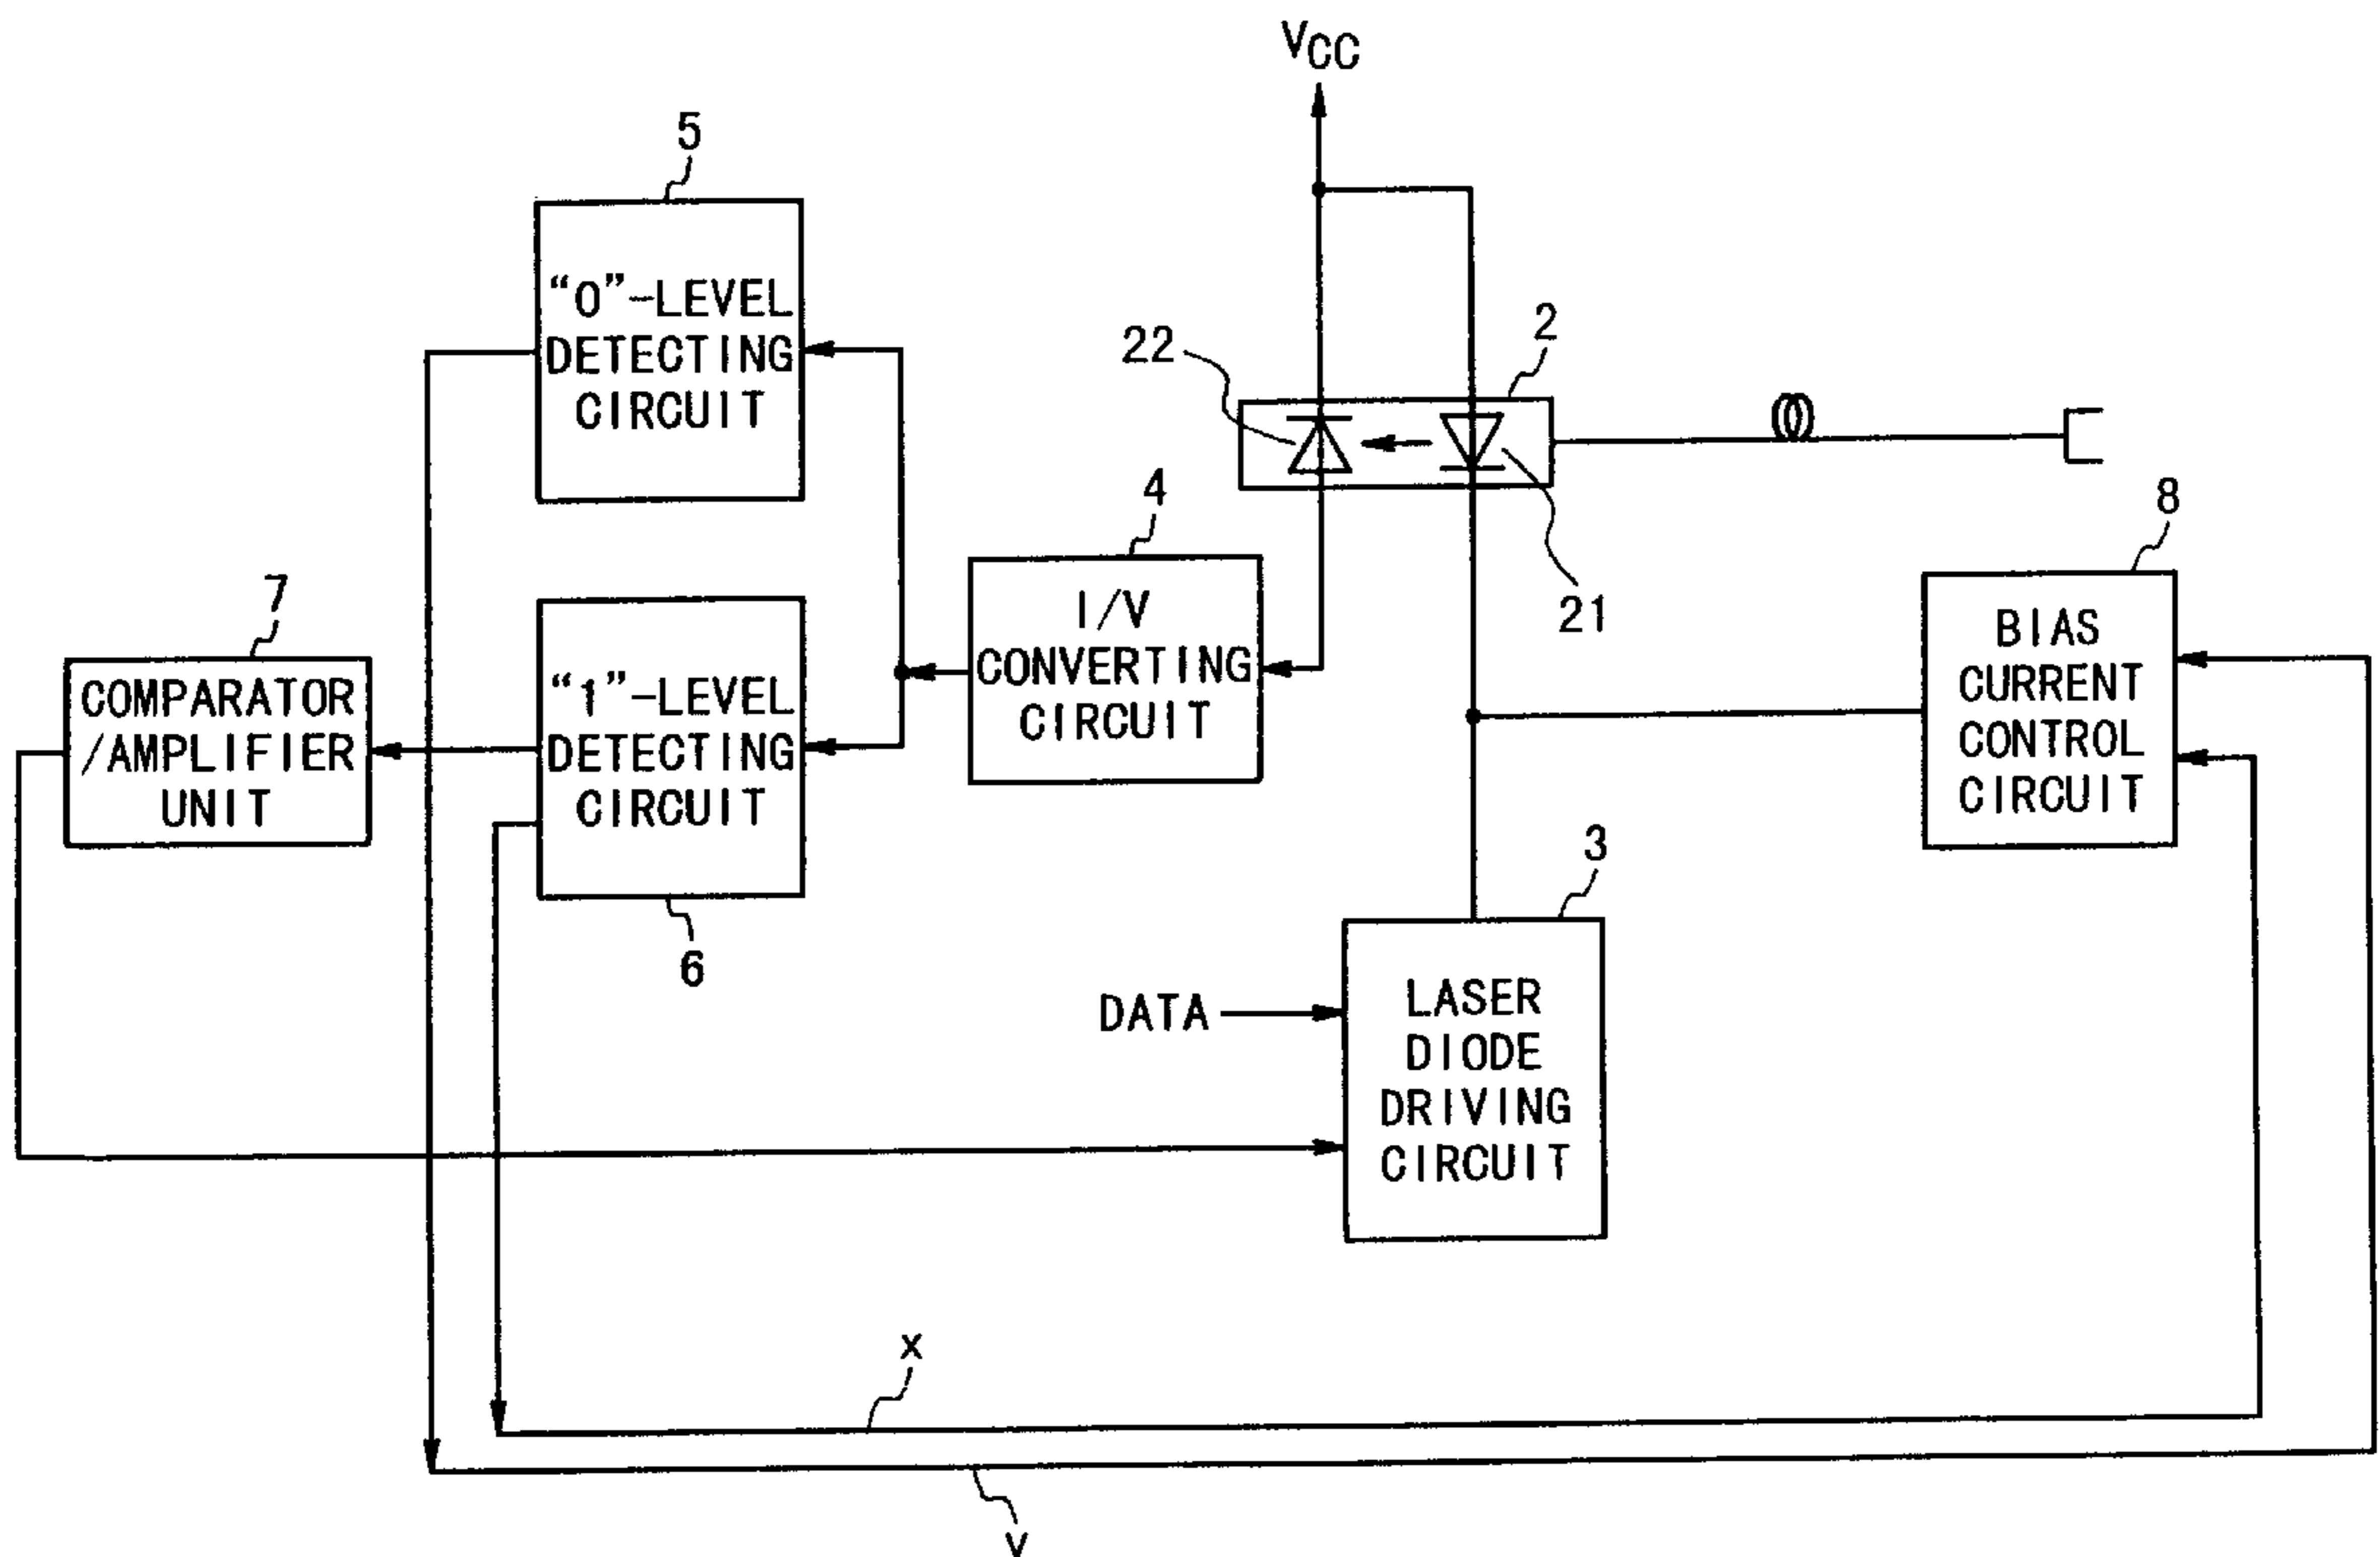 VCC
5
“0”-LEVEL
DETECTING
CIRCUIT
2
22
21
4
I/V
CONVERTING
CIRCUIT
8
BIAS
CURRENT
CONTROL
CIRCUIT
7
COMPARATOR
/AMPLIFIER
UNIT
“1”-LEVEL
DETECTING
CIRCUIT
6
3
DATA
LASER
DIODE
DRIVING
CIRCUIT
x